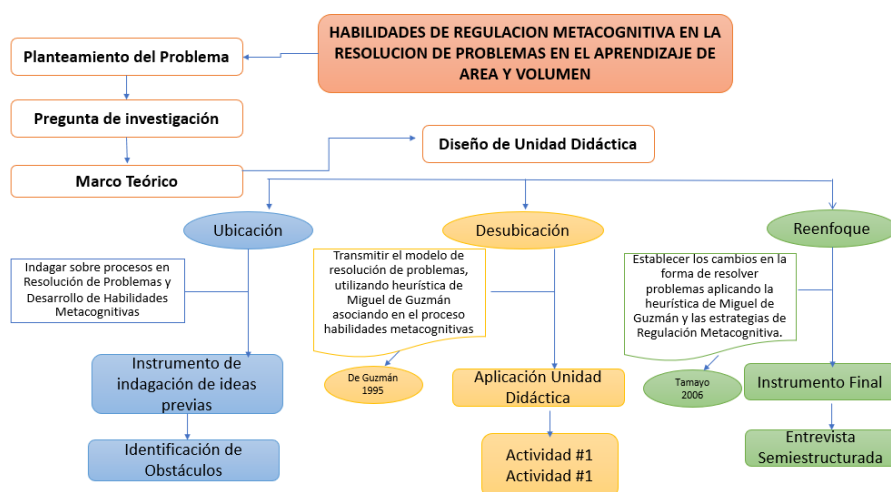 HABILIDADES DE REGULACION METACOGNITIVA EN LA
RESOLUCION DE PROBLEMAS EN EL APRENDIZAJE DE
AREA Y VOLUMEN
Planteamiento del Problema
Pregunta de investigación
Marco Teórico
Diseño de Unidad Didáctica
Ubicación
Desubicación
Reenfoque
Indagar sobre procesos en
Resolución de Problemas y
Desarrollo de Habilidades
Metacognitivas
Transmitir el modelo de
resolución de problemas,
utilizando heurística de
Miguel de Guzmán
asociando en el proceso
habilidades metacognitivas
Establecer los cambios en la
forma de resolver
problemas aplicando la
heurística de Miguel de
Guzmán y las estrategias de
Regulación Metacognitiva.
Instrumento de
indagación de ideas
previas
De Guzmán
1995
Aplicación Unidad
Didáctica
Tamayo
2006
Instrumento Final
Identificación de
Obstáculos
Actividad #1
Actividad #1
Entrevista
Semiestructurada